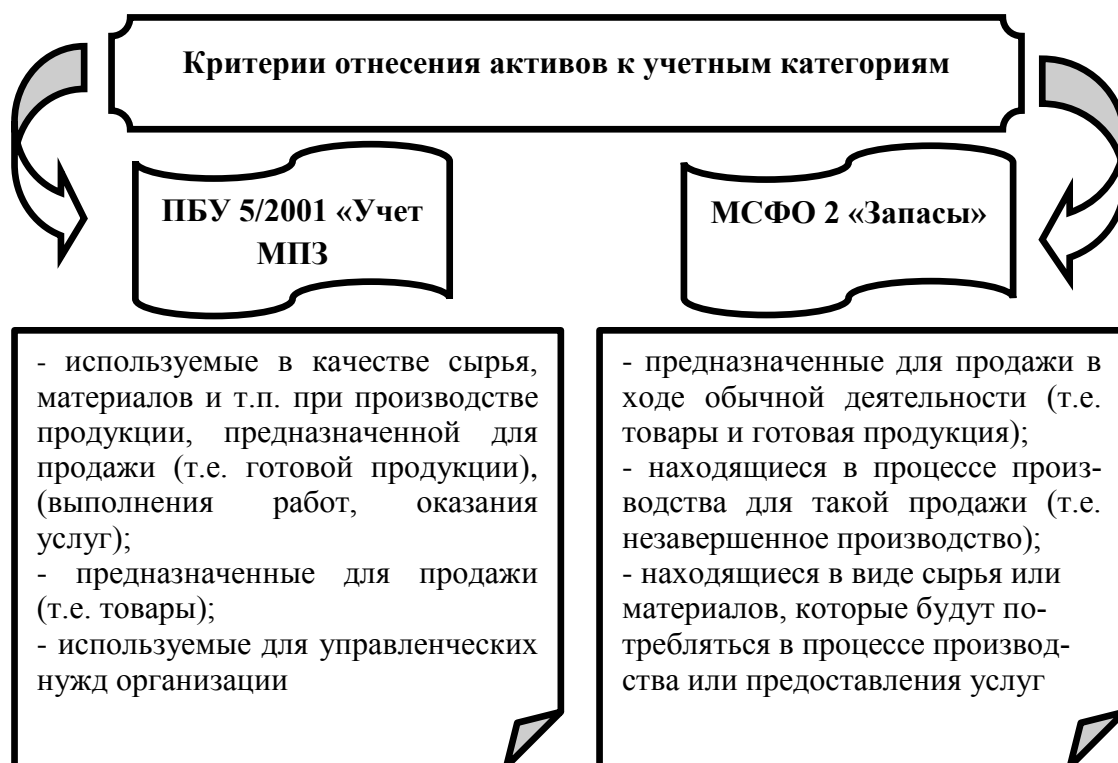 Критерии отнесения активов к учетным категориям
ПБУ 5/2001 «Учет
МПЗ
МСФО 2 «Запасы»
- используемые в качестве сырья,
материалов и т.п. при производстве
продукции, предназначенной для
продажи (т.е. готовой продукции),
(выполнения работ, оказания
услуг);
- предназначенные для продажи
(т.е. товары);
- используемые для управленческих
нужд организации
- предназначенные для продажи в
ходе обычной деятельности (т.е.
товары и готовая продукция);
- находящиеся в процессе произ-
водства для такой продажи (т.е.
незавершенное производство);
- находящиеся в виде сырья или
материалов, которые будут по-
требляться в процессе производ-
ства или предоставления услуг